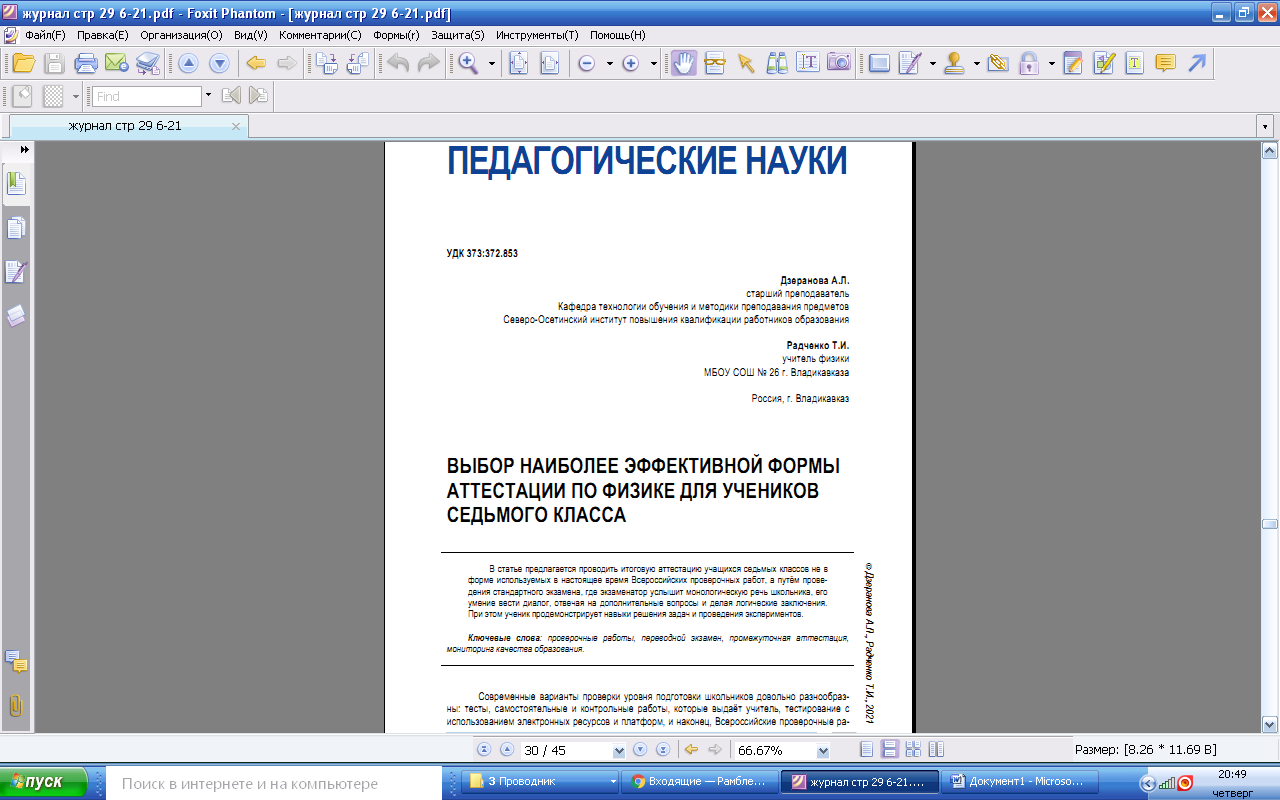 журнал стр 29 6-21.pdf - Foxit Phantom - [журнал стр 29 6-21.pdf]
Файл(F) Правка(E) Организация(O) Вид(V) Комментарии(C) Формы(r) Защита(S) Инструменты(T) Помощь(H)
Find
журнал стр 29 6-21
ПЕДАГОГИЧЕСКИЕ НАУКИ
УДК 373:372.853
Дзеранова А.Л.
старший преподаватель
Кафедра технологии обучения и методики преподавания предметов
Северо-Осетинский институт повышения квалификации работников образования
Радченко Т.И.
учитель физики
МБОУ СОШ № 26 г. Владикавказа
Россия, г. Владикавказ
ВЫБОР НАИБОЛЕЕ ЭФФЕКТИВНОЙ ФОРМЫ
АТТЕСТАЦИИ ПО ФИЗИКЕ ДЛЯ УЧЕНИКОВ
СЕДЬМОГО КЛАССА
В статье предлагается проводить итоговую аттестацию учащихся седьмых классов не в
форме используемых в настоящее время Всероссийских проверочных работ, а путём прове-
дения стандартного экзамена, где экзаменатор услышит монологическую речь школьника, его
умение вести диалог, отвечая на дополнительные вопросы и делая логические заключения.
При этом ученик продемонстрирует навыки решения задач и проведения экспериментов.
Ключевые слова: проверочные работы, переводной экзамен, промежуточная аттестация,
мониторинг качества образования.
© Дзеранова А.Л., Радченко Т.И., 2021
Современные варианты проверки уровня подготовки школьников довольно разнообраз-
ны: тесты, самостоятельные и контрольные работы, которые выдаёт учитель, тестирование с
использованием электронных ресурсов и платформ, и наконец, Всероссийские проверочные ра-
30 / 45 66.67% Размер: [8.26 * 11.69 В]
пуск Поиск в интернете и на компьютере 3 Проводник Входящие — Рамбле... журнал стр 29 6-21.... Документ1 - Microso... 20:49
четверг